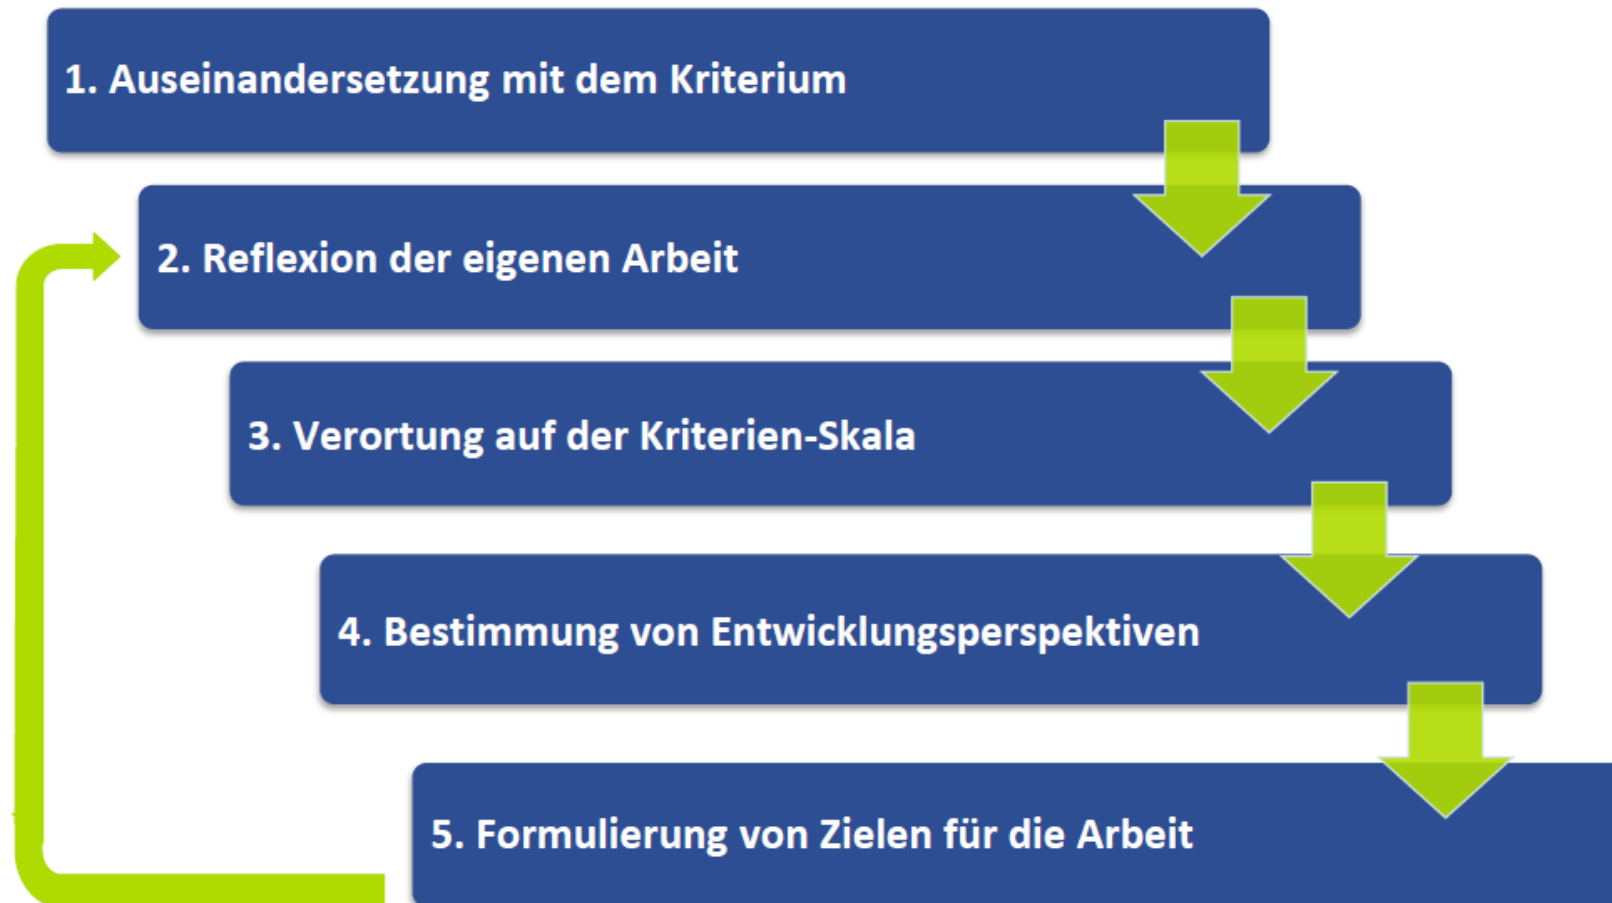 1. Auseinandersetzung mit dem Kriterium
2. Reflexion der eigenen Arbeit
3. Verortung auf der Kriterien-Skala
4. Bestimmung von Entwicklungsperspektiven
5. Formulierung von Zielen für die Arbeit